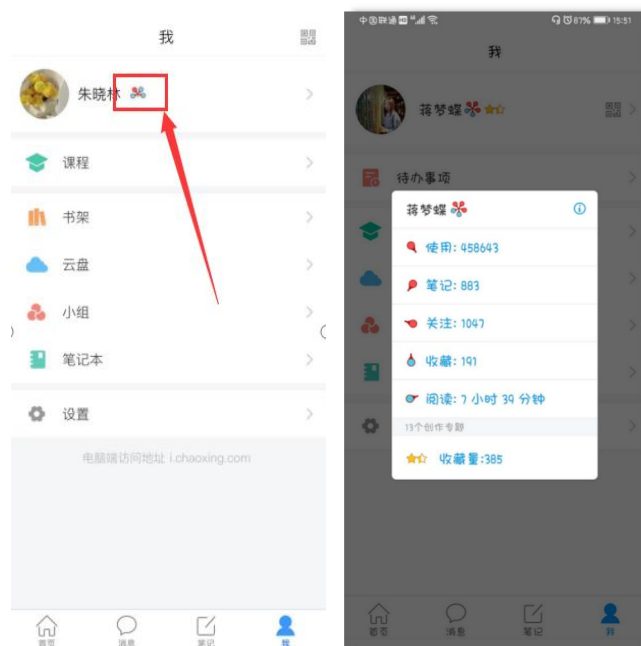 我
朱晓林
课程
书架
云盘
小组
笔记本
设置
电脑端访问地址 i.chaoxing.com
首页
消息
笔记
我
中国联通 HD 4G 87% 15:51
我
蒋梦蝶
待办事项
蒋梦蝶
使用: 458643
笔记: 883
关注: 1047
收藏: 191
阅读: 7 小时 39 分钟
13个创作专题
收藏量:385
首页
消息
笔记
我